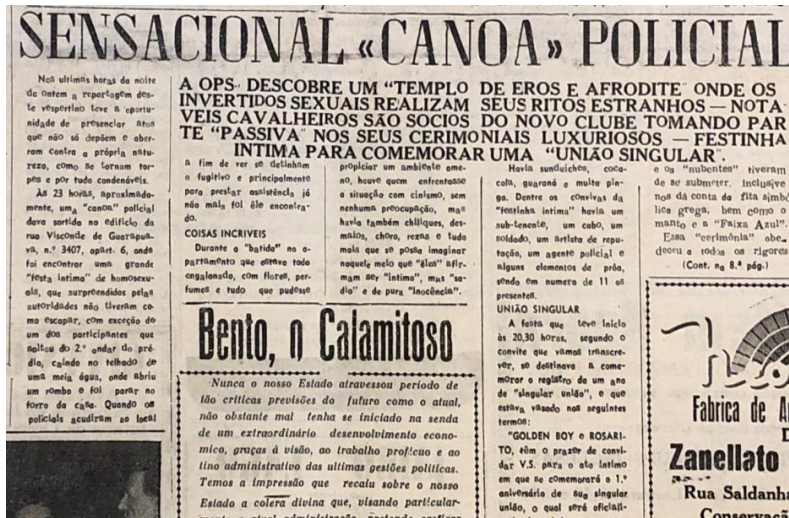 SENSACIONAL «CANOA» POLICIAL
A OPS- DESCOBRE UM "TEMPLO DE EROS E AFRODITE" ONDE OS
INVERTIDOS SEXUAIS REALIZAM SEUS RITOS ESTRANHOS — NOTA-
VEIS CAVALHEIROS SÃO SOCIOS DO NOVO CLUBE TOMANDO PAR
TE "PASSIVA" NOS SEUS CERIMONIAIS LUXURIOSOS — FESTINHA
INTIMA PARA COMEMORAR UMA "UNIÃO SINGULAR".
Nas ultimas horas da noite
de ontem a reportagem des-
te vespertino teve a oportu-
nidade de presenciar atos
que não só depõem e aber-
ram contra a própria natu-
reza, como se tornam tor-
pes e por tudo condenáveis.
Às 23 horas, aproximada-
mente, uma "canoa" policial
dava sortida no edificio da
rua Visconde de Guarapua-
va, n.º 3407, apart. 6, onde
foi encontrar uma grande
"festa intima" de homosexu-
ais, que surpreendidos pelas
autoridades não tiveram co-
mo escapar, com exceção do
um dos participantes que
saltou do 2.º andar do pré-
dio, caindo no telhado de
uma meia água, onde abriu
um rombo e foi parar no
forro da casa. Quando os
policiais acudiram ao local
a fim de ver se detinham
o fugitivo e principalmente
para prestar assistência já
não mais foi êle encontra-
do.
COISAS INCRIVEIS
Durante a "batida" no a-
partamento que estava todo
engalanado, com flores, per-
fumes e tudo que pudesse
propiciar um ambiente ame-
no, houve quem enfrentasse
a situação com cinismo, sem
nenhuma preocupação, mas
havia também chiliques, des-
maios, choro, rezas e tudo
mais que se possa imaginar
naquele meio que "êles" afir-
mam ser "intimo", mas "sa-
dio" e de pura "inocência".
Havia sanduiches, coca-
cola, guaraná e muita pin-
ga. Dentre os convivas da
"festinha intima" havia um
sub-tenente, um cabo, um
soldado, um artista de repu-
tação, um agente policial e
alguns elementos de prôa,
sendo em numero de 11 os
presentes.
UNIÃO SINGULAR
A festa que teve inicio
às 20,30 horas, segundo o
convite que vamos transcre-
ver, se destinava a come-
morar o registro de um ano
de "singular união", e que
estava vasado nos seguintes
termos:
"GOLDEN BOY e ROSARI-
TO, têm o prazer de convi-
dar V.S. para o ato intimo
em que se comemorará o 1.º
aniversário de sua singular
união, o qual será oficiali-
e os "nubentes" tiveram
de se submeter. Inclusive
nos dá conta da fita simbó
lica grega, bem como o
manto e a "Faixa Azul".
Essa "cerimônia" obe-
deceu a todos os rigores
(Cont. na 8.ª pág.)
Bento, o Calamitoso
Nunca o nosso Estado atravessou periodo de
tão criticas previsões do futuro como o atual,
não obstante mal tenha se iniciado na senda
de um extraordinário desenvolvimento econo-
mico, graças à visão, ao trabalho profícuo e ao
tino administrativo das ultimas gestões politicas.
Temos a impressão que recaiu sobre o nosso
Estado a colera divina que, visando particular-
Fabrica de
Zanellato
Rua Saldanha
Conservação